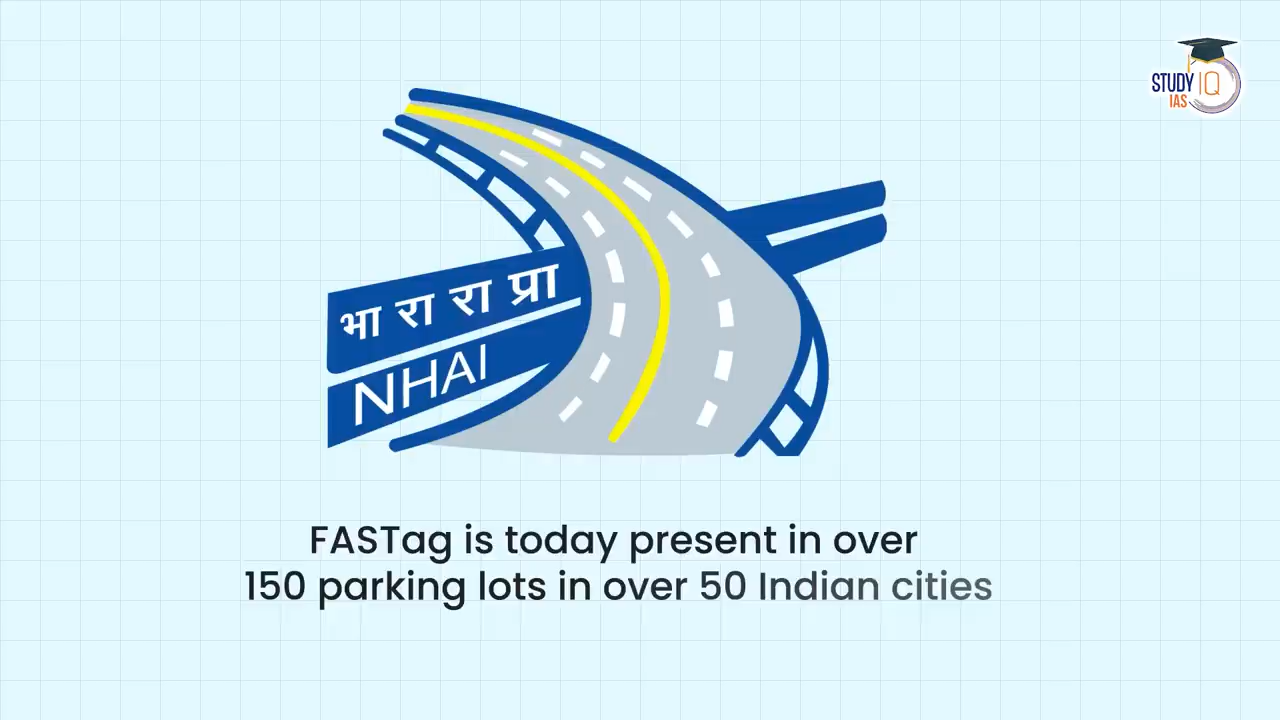 STUDY IQ
IAS
भा रा रा प्रा
NHAI
FASTag is today present in over
150 parking lots in over 50 Indian cities